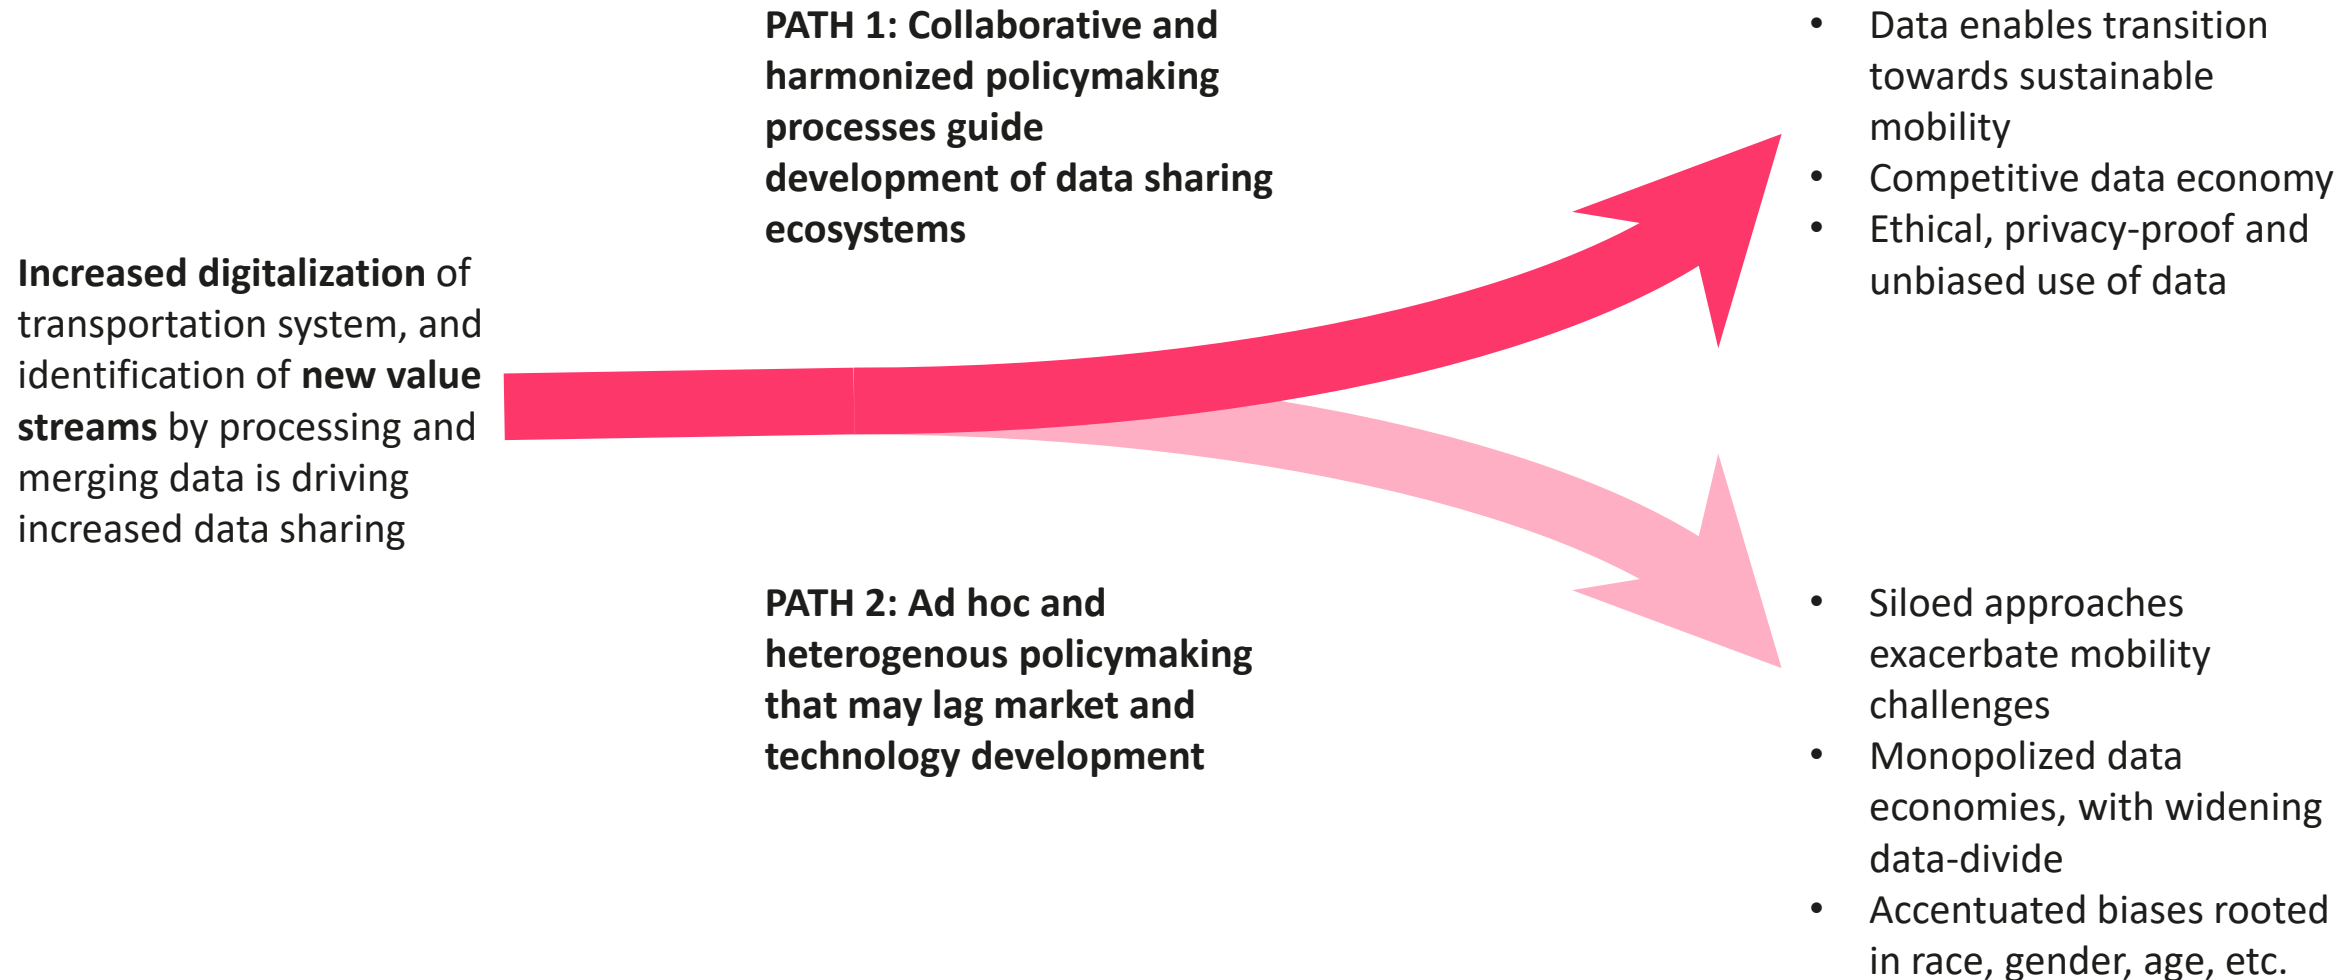 Increased digitalization of
transportation system, and
identification of new value
streams by processing and
merging data is driving
increased data sharing
PATH 1: Collaborative and
harmonized policymaking
processes guide
development of data sharing
ecosystems
• Data enables transition
towards sustainable
mobility
• Competitive data economy
• Ethical, privacy-proof and
unbiased use of data
PATH 2: Ad hoc and
heterogenous policymaking
that may lag market and
technology development
• Siloed approaches
exacerbate mobility
challenges
• Monopolized data
economies, with widening
data-divide
• Accentuated biases rooted
in race, gender, age, etc.